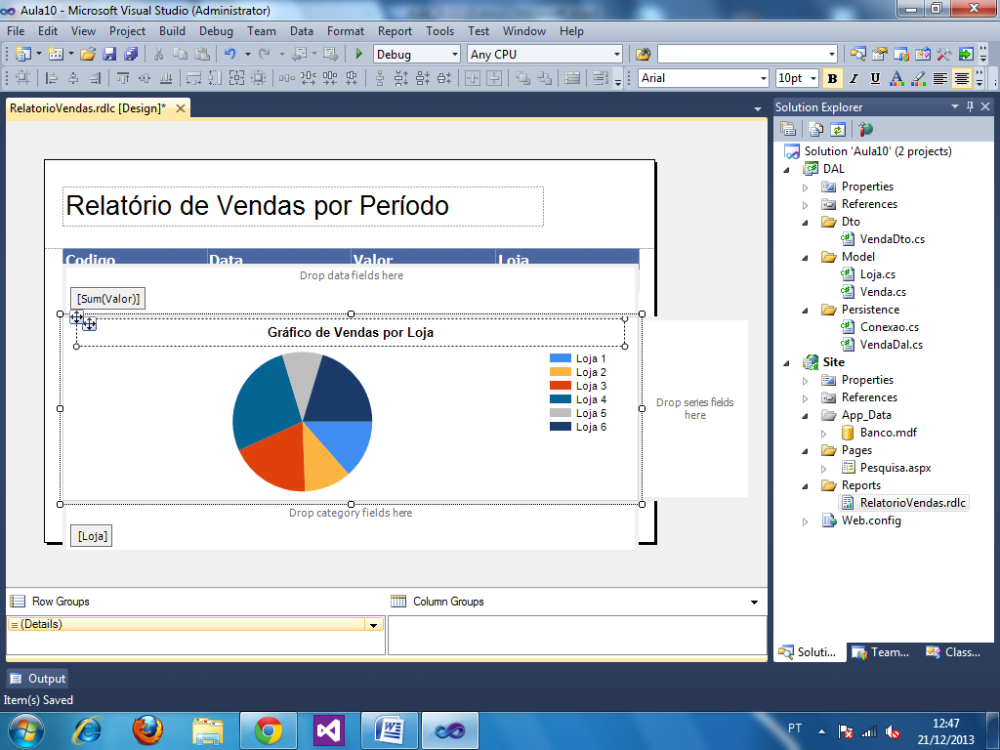 Aula10 - Microsoft Visual Studio (Administrator)
File Edit View Project Build Debug Team Data Format Report Tools Test Window Help
Debug Any CPU
Arial 10pt B I U A
RelatorioVendas.rdlc [Design]*
Solution Explorer
Solution 'Aula10' (2 projects)
DAL
Properties
References
Dto
VendaDto.cs
Model
Loja.cs
Venda.cs
Persistence
Conexao.cs
VendaDal.cs
Site
Properties
References
App_Data
Banco.mdf
Pages
Pesquisa.aspx
Reports
RelatorioVendas.rdlc
Web.config
Relatório de Vendas por Período
Codigo Data Valor Loja
Drop data fields here
[Sum(Valor)]
Gráfico de Vendas por Loja
Loja 1
Loja 2
Loja 3
Loja 4
Loja 5
Loja 6
Drop series fields
here
Drop category fields here
[Loja]
Row Groups Column Groups
(Details)
Soluti... Team... Class...
Output
Item(s) Saved
PT 12:47
21/12/2013